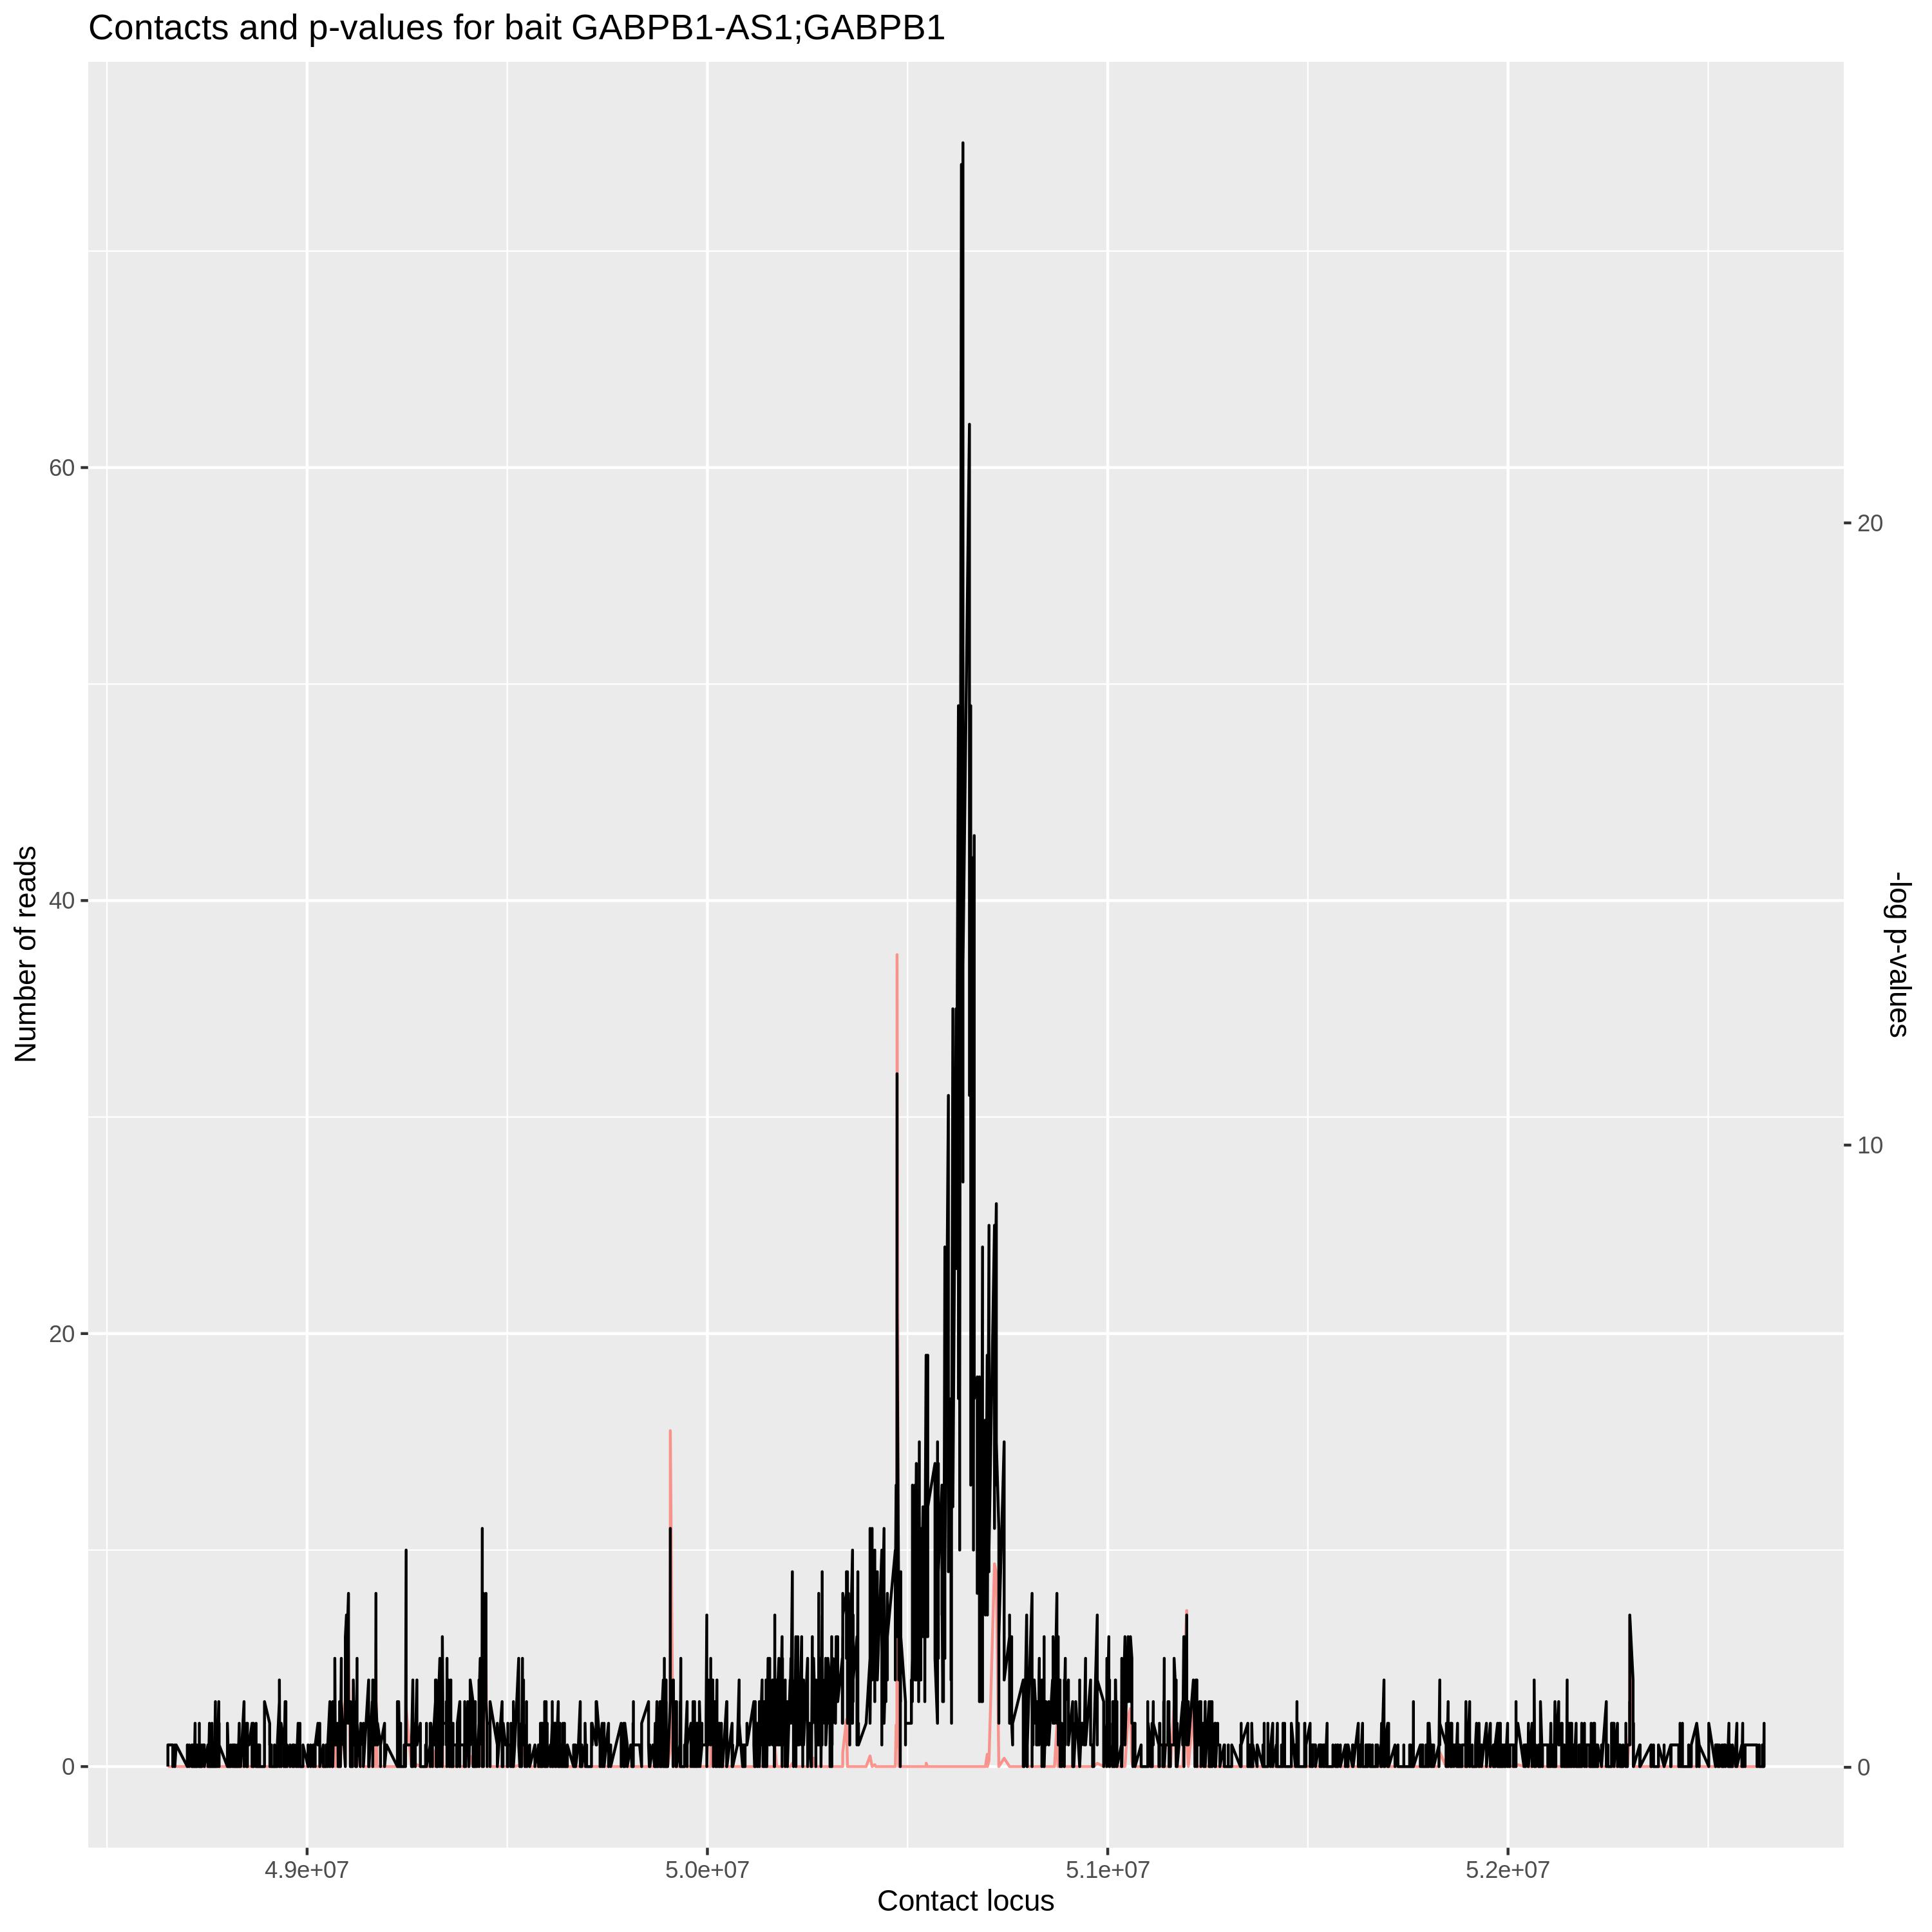 Contacts and p-values for bait GABPB1-AS1;GABPB1
Number of reads
60
40
20
0
20
10
0
-log p-values
4.9e+07 5.0e+07 5.1e+07 5.2e+07
Contact locus